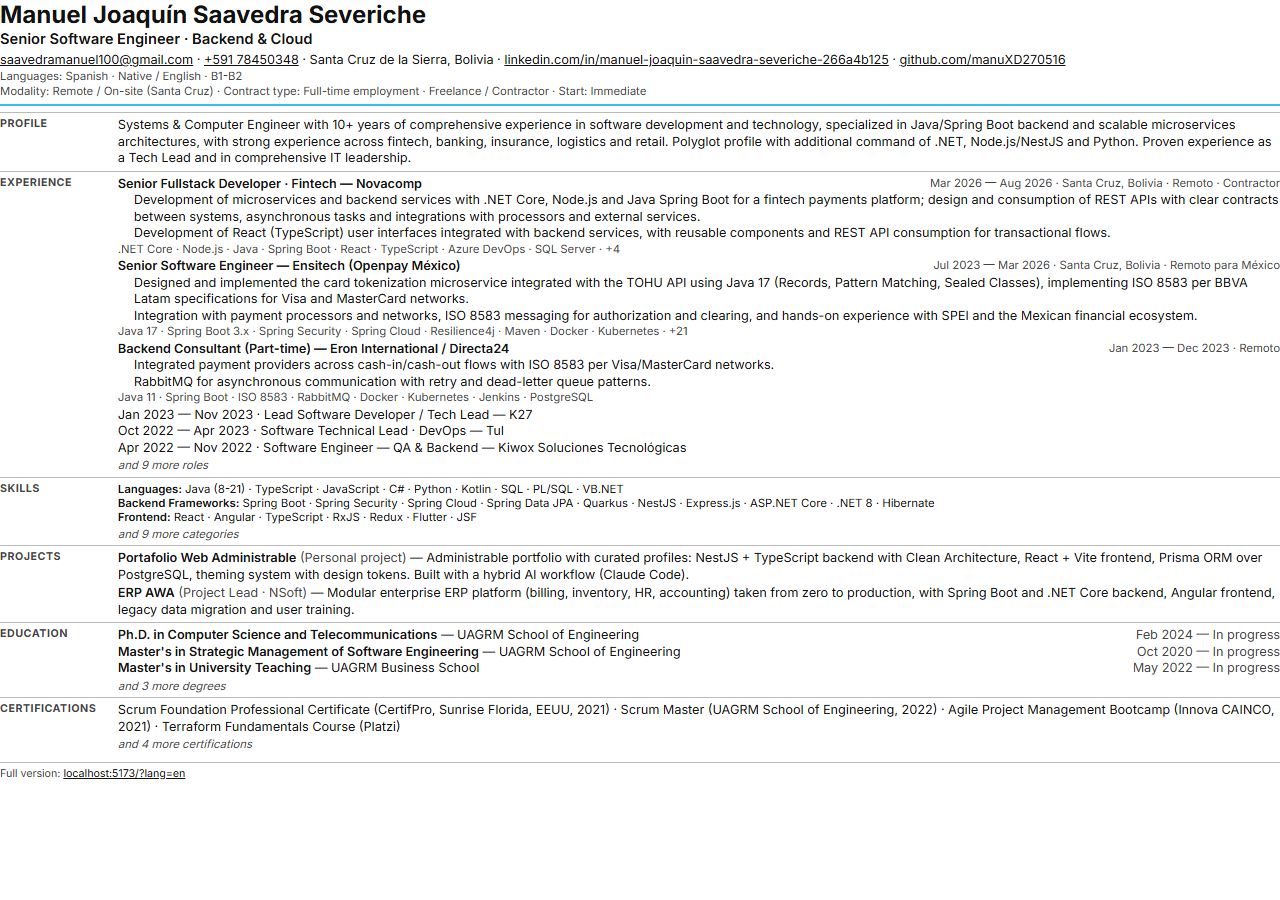 Manuel Joaquín Saavedra Severiche
Senior Software Engineer · Backend & Cloud
saavedramanuel100@gmail.com · +591 78450348 · Santa Cruz de la Sierra, Bolivia · linkedin.com/in/manuel-joaquin-saavedra-severiche-266a4b125 · github.com/manuXD270516
Languages: Spanish · Native / English · B1-B2
Modality: Remote / On-site (Santa Cruz) · Contract type: Full-time employment · Freelance / Contractor · Start: Immediate
PROFILE
Systems & Computer Engineer with 10+ years of comprehensive experience in software development and technology, specialized in Java/Spring Boot backend and scalable microservices
architectures, with strong experience across fintech, banking, insurance, logistics and retail. Polyglot profile with additional command of .NET, Node.js/NestJS and Python. Proven experience as
a Tech Lead and in comprehensive IT leadership.
EXPERIENCE
Senior Fullstack Developer · Fintech — Novacomp Mar 2026 — Aug 2026 · Santa Cruz, Bolivia · Remoto · Contractor
Development of microservices and backend services with .NET Core, Node.js and Java Spring Boot for a fintech payments platform; design and consumption of REST APIs with clear contracts
between systems, asynchronous tasks and integrations with processors and external services.
Development of React (TypeScript) user interfaces integrated with backend services, with reusable components and REST API consumption for transactional flows.
.NET Core · Node.js · Java · Spring Boot · React · TypeScript · Azure DevOps · SQL Server · +4
Senior Software Engineer — Ensitech (Openpay México) Jul 2023 — Mar 2026 · Santa Cruz, Bolivia · Remoto para México
Designed and implemented the card tokenization microservice integrated with the TOHU API using Java 17 (Records, Pattern Matching, Sealed Classes), implementing ISO 8583 per BBVA
Latam specifications for Visa and MasterCard networks.
Integration with payment processors and networks, ISO 8583 messaging for authorization and clearing, and hands-on experience with SPEI and the Mexican financial ecosystem.
Java 17 · Spring Boot 3.x · Spring Security · Spring Cloud · Resilience4j · Maven · Docker · Kubernetes · +21
Backend Consultant (Part-time) — Eron International / Directa24 Jan 2023 — Dec 2023 · Remoto
Integrated payment providers across cash-in/cash-out flows with ISO 8583 per Visa/MasterCard networks.
RabbitMQ for asynchronous communication with retry and dead-letter queue patterns.
Java 11 · Spring Boot · ISO 8583 · RabbitMQ · Docker · Kubernetes · Jenkins · PostgreSQL
Jan 2023 — Nov 2023 · Lead Software Developer / Tech Lead — K27
Oct 2022 — Apr 2023 · Software Technical Lead · DevOps — Tul
Apr 2022 — Nov 2022 · Software Engineer — QA & Backend — Kiwox Soluciones Tecnológicas
and 9 more roles
SKILLS
Languages: Java (8-21) · TypeScript · JavaScript · C# · Python · Kotlin · SQL · PL/SQL · VB.NET
Backend Frameworks: Spring Boot · Spring Security · Spring Cloud · Spring Data JPA · Quarkus · NestJS · Express.js · ASP.NET Core · .NET 8 · Hibernate
Frontend: React · Angular · TypeScript · RxJS · Redux · Flutter · JSF
and 9 more categories
PROJECTS
Portafolio Web Administrable (Personal project) — Administrable portfolio with curated profiles: NestJS + TypeScript backend with Clean Architecture, React + Vite frontend, Prisma ORM over
PostgreSQL, theming system with design tokens. Built with a hybrid AI workflow (Claude Code).
ERP AWA (Project Lead · NSoft) — Modular enterprise ERP platform (billing, inventory, HR, accounting) taken from zero to production, with Spring Boot and .NET Core backend, Angular frontend,
legacy data migration and user training.
EDUCATION
Ph.D. in Computer Science and Telecommunications — UAGRM School of Engineering Feb 2024 — In progress
Master's in Strategic Management of Software Engineering — UAGRM School of Engineering Oct 2020 — In progress
Master's in University Teaching — UAGRM Business School May 2022 — In progress
and 3 more degrees
CERTIFICATIONS
Scrum Foundation Professional Certificate (CertifPro, Sunrise Florida, EEUU, 2021) · Scrum Master (UAGRM School of Engineering, 2022) · Agile Project Management Bootcamp (Innova CAINCO,
2021) · Terraform Fundamentals Course (Platzi)
and 4 more certifications
Full version: localhost:5173/?lang=en